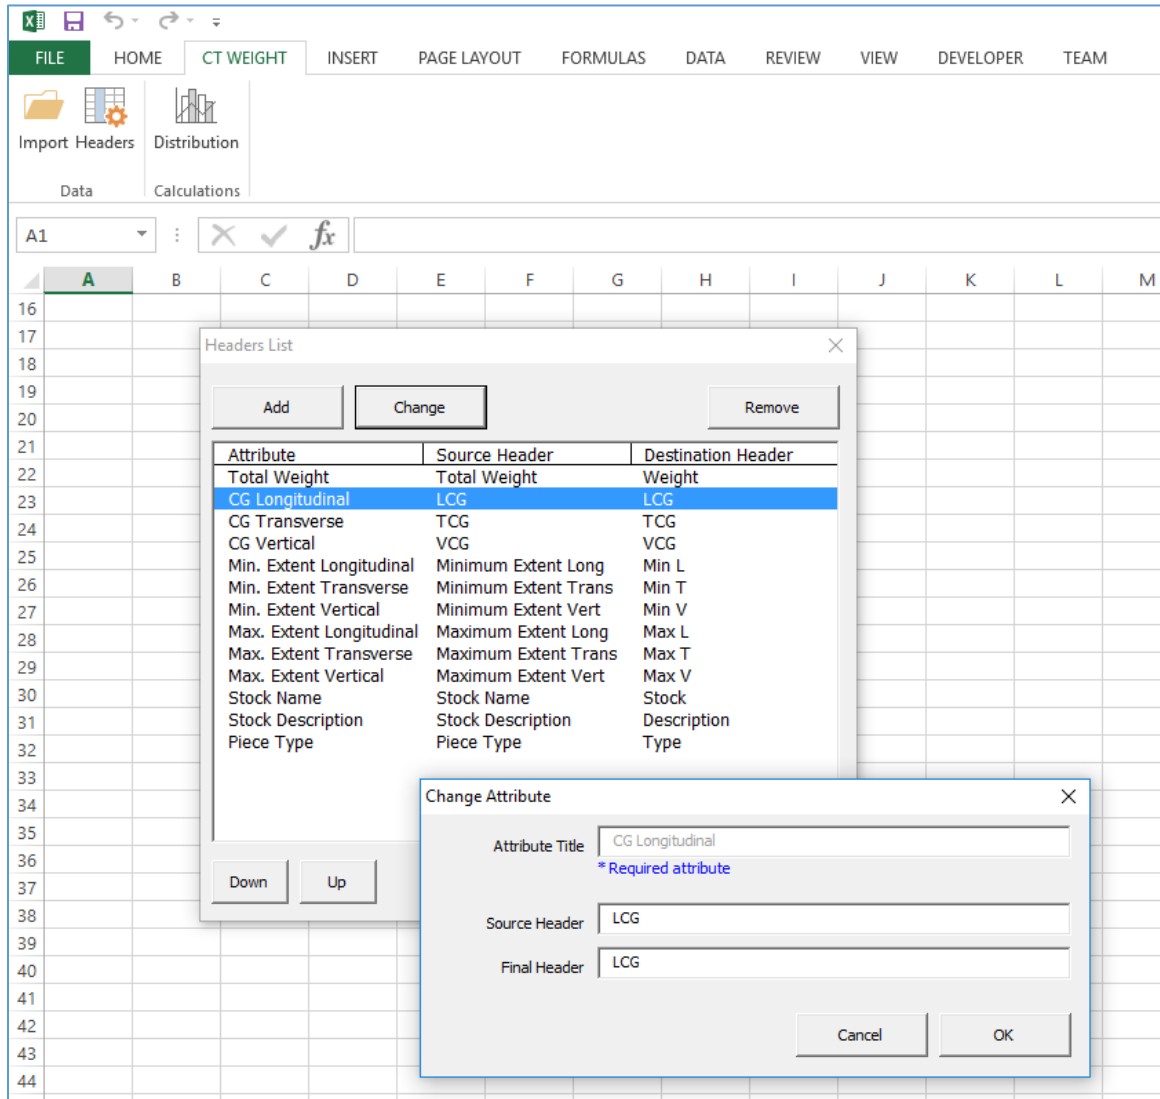 FILE HOME CT WEIGHT INSERT PAGE LAYOUT FORMULAS DATA REVIEW VIEW DEVELOPER TEAM
Import Headers Distribution
Data Calculations
A1 fx
A B C D E F G H I J K L M
16
17
Headers List
18
19
Add Change Remove
20
21
Attribute Source Header Destination Header
22
Total Weight Total Weight Weight
23
CG Longitudinal LCG LCG
24
CG Transverse TCG TCG
CG Vertical VCG VCG
25
Min. Extent Longitudinal Minimum Extent Long Min L
26
Min. Extent Transverse Minimum Extent Trans Min T
27
Min. Extent Vertical Minimum Extent Vert Min V
28
Max. Extent Longitudinal Maximum Extent Long Max L
29
Max. Extent Transverse Maximum Extent Trans Max T
Max. Extent Vertical Maximum Extent Vert Max V
30
Stock Name Stock Name Stock
31
Stock Description Stock Description Description
32
Piece Type Piece Type Type
33
34
Change Attribute
35
Attribute Title CG Longitudinal
36
* Required attribute
37
Down Up
38
Source Header LCG
39
40
Final Header LCG
41
42
Cancel OK
43
44